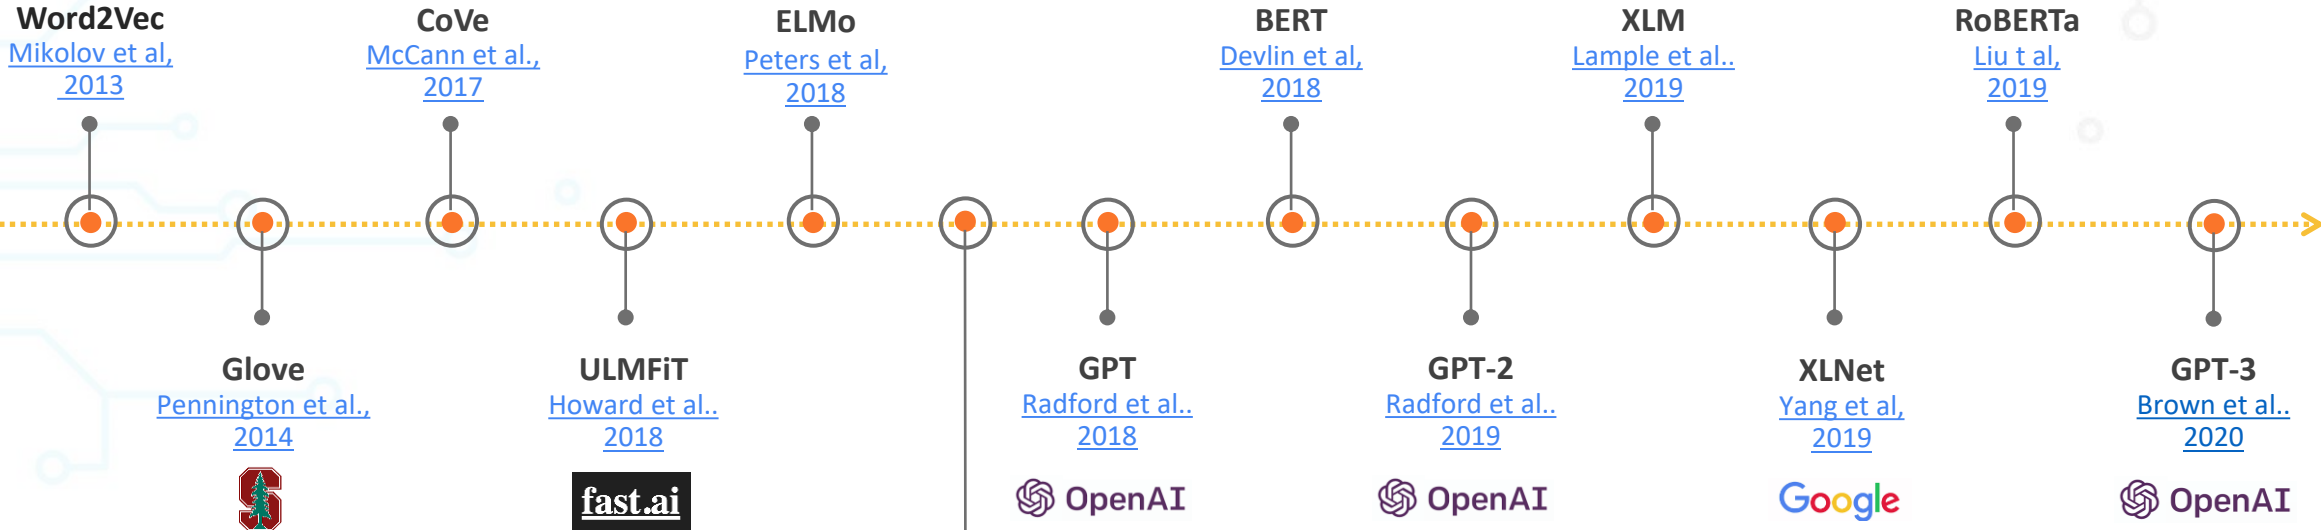 Word2Vec
Mikolov et al,
2013
CoVe
McCann et al.,
2017
ELMo
Peters et al,
2018
BERT
Devlin et al,
2018
XLM
Lample et al..
2019
RoBERTa
Liu t al,
2019
Glove
Pennington et al.,
2014
S
ULMFiT
Howard et al..
2018
fast.ai
GPT
Radford et al..
2018
OpenAI
GPT-2
Radford et al..
2019
OpenAI
XLNet
Yang et al,
2019
Google
GPT-3
Brown et al..
2020
OpenAI